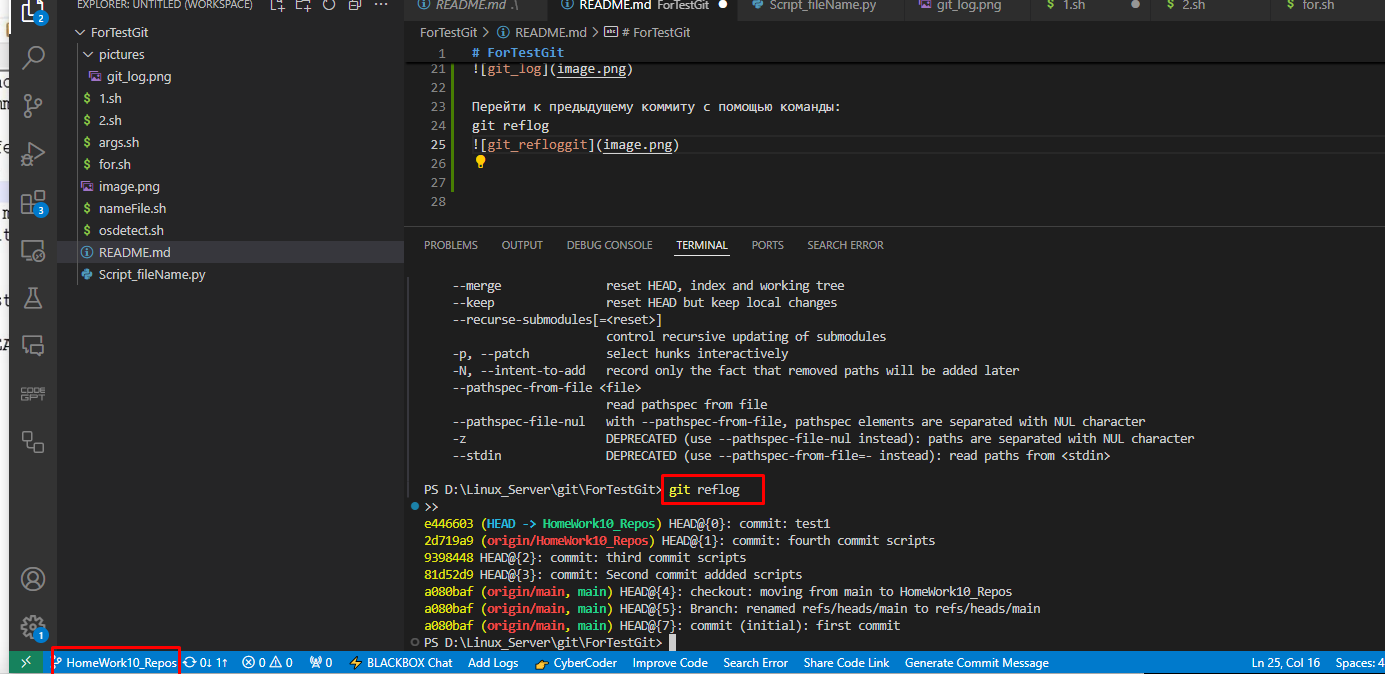 EXPLORER: UNTITLED (WORKSPACE)
ForTestGit
pictures
git_log.png
1.sh
2.sh
args.sh
for.sh
image.png
nameFile.sh
osdetect.sh
README.md
Script_fileName.py
2
3
CODE
GPT
1
README.md .\
README.md ForTestGit
Script_fileName.py
git_log.png
1.sh
2.sh
for.sh
ForTestGit > README.md > # ForTestGit
1 # ForTestGit
21 ![git_log](image.png)
22
23 Перейти к предыдущему коммиту с помощью команды:
24 git reflog
25 ![git_refloggit](image.png)
26
27
28
PROBLEMS OUTPUT DEBUG CONSOLE TERMINAL PORTS SEARCH ERROR
--merge reset HEAD, index and working tree
--keep reset HEAD but keep local changes
--recurse-submodules[=<reset>]
control recursive updating of submodules
-p, --patch select hunks interactively
-N, --intent-to-add record only the fact that removed paths will be added later
--pathspec-from-file <file>
read pathspec from file
--pathspec-file-nul with --pathspec-from-file, pathspec elements are separated with NUL character
-z DEPRECATED (use --pathspec-file-nul instead): paths are separated with NUL character
--stdin DEPRECATED (use --pathspec-from-file=- instead): read paths from <stdin>
PS D:\Linux_Server\git\ForTestGit> git reflog
>>
e446603 (HEAD -> HomeWork10_Repos) HEAD@{0}: commit: test1
2d719a9 (origin/HomeWork10_Repos) HEAD@{1}: commit: fourth commit scripts
9398448 HEAD@{2}: commit: third commit scripts
81d52d9 HEAD@{3}: commit: Second commit addded scripts
a080baf (origin/main, main) HEAD@{4}: checkout: moving from main to HomeWork10_Repos
a080baf (origin/main, main) HEAD@{5}: Branch: renamed refs/heads/main to refs/heads/main
a080baf (origin/main, main) HEAD@{7}: commit (initial): first commit
PS D:\Linux_Server\git\ForTestGit>
HomeWork10_Repos 0↓ 1↑ 0 0 0 BLACKBOX Chat Add Logs CyberCoder Improve Code Search Error Share Code Link Generate Commit Message Ln 25, Col 16 Spaces: 4